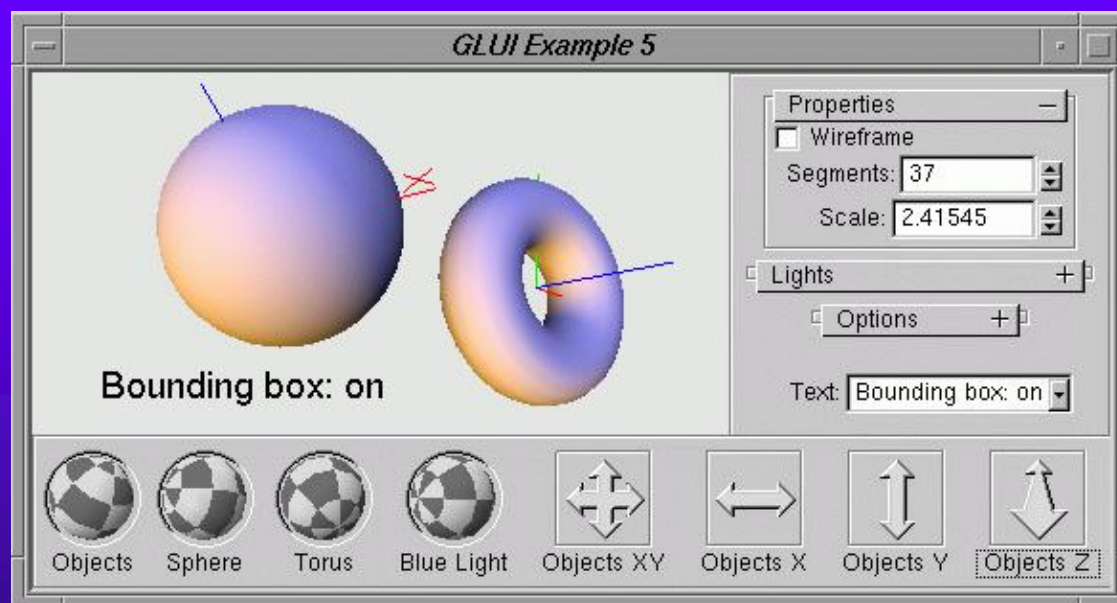 GLUI Example 5
Properties
Wireframe
Segments: 37
Scale: 2.41545
Lights
Options
Text: Bounding box: on
Bounding box: on
Objects Sphere Torus Blue Light Objects XY Objects X Objects Y Objects Z